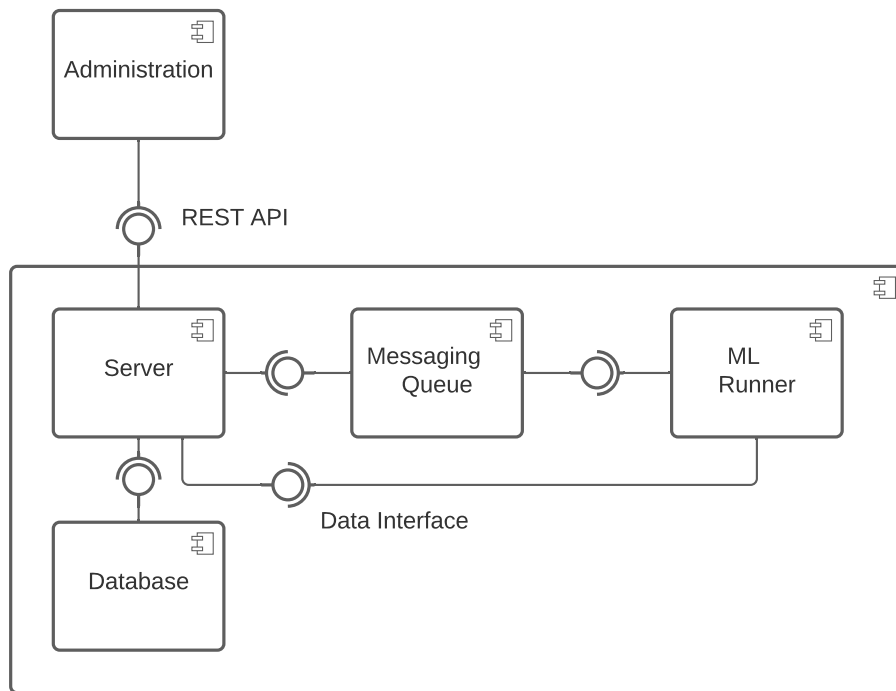 Administration
REST API
Server
Messaging
Queue
ML
Runner
Data Interface
Database